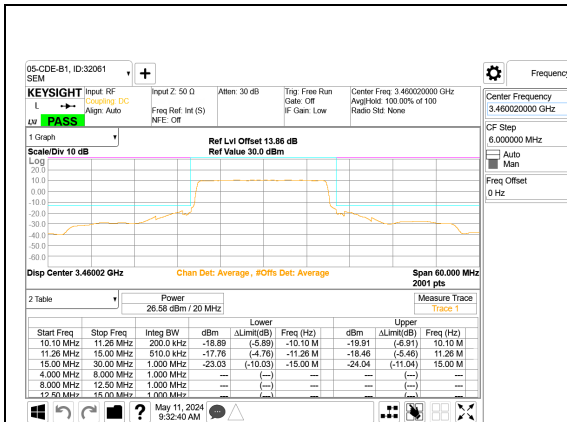 05-CDE-B1, ID:32061
SEM
Frequency
KEYSIGHT
L
LXI
PASS
Input: RF
Coupling: DC
Align: Auto
Input Z: 50 Ω
Freq Ref: Int (S)
NFE: Off
Atten: 30 dB
Trig: Free Run
Gate: Off
IF Gain: Low
Center Freq: 3.460020000 GHz
Avg|Hold: 100.00% of 100
Radio Std: None
Center Frequency
3.460020000 GHz
CF Step
6.000000 MHz
Auto
Man
Freq Offset
0 Hz
1 Graph
Scale/Div 10 dB
Ref Lvl Offset 13.86 dB
Ref Value 30.0 dBm
Log
20.0
10.0
0.00
-10.0
-20.0
-30.0
-40.0
-50.0
-60.0
Disp Center 3.46002 GHz
Chan Det: Average, #Offs Det: Average
Span 60.000 MHz
2001 pts
2 Table
Power
26.58 dBm / 20 MHz
Measure Trace
Trace 1
Lower Upper
Start Freq Stop Freq Integ BW dBm ΔLimit(dB) Freq (Hz) dBm ΔLimit(dB) Freq (Hz)
10.10 MHz 11.26 MHz 200.0 kHz -18.89 (-5.89) -10.10 M -19.91 (-6.91) 10.10 M
11.26 MHz 15.00 MHz 510.0 kHz -17.76 (-4.76) -11.26 M -18.46 (-5.46) 11.26 M
15.00 MHz 30.00 MHz 1.000 MHz -23.03 (-10.03) -15.00 M -24.04 (-11.04) 15.00 M
4.000 MHz 8.000 MHz 1.000 MHz --- (---) --- --- (---) ---
8.000 MHz 12.50 MHz 1.000 MHz --- (---) --- --- (---) ---
12.50 MHz 15.00 MHz 1.000 MHz --- (---) --- --- (---) ---
?
May 11, 2024
9:32:40 AM